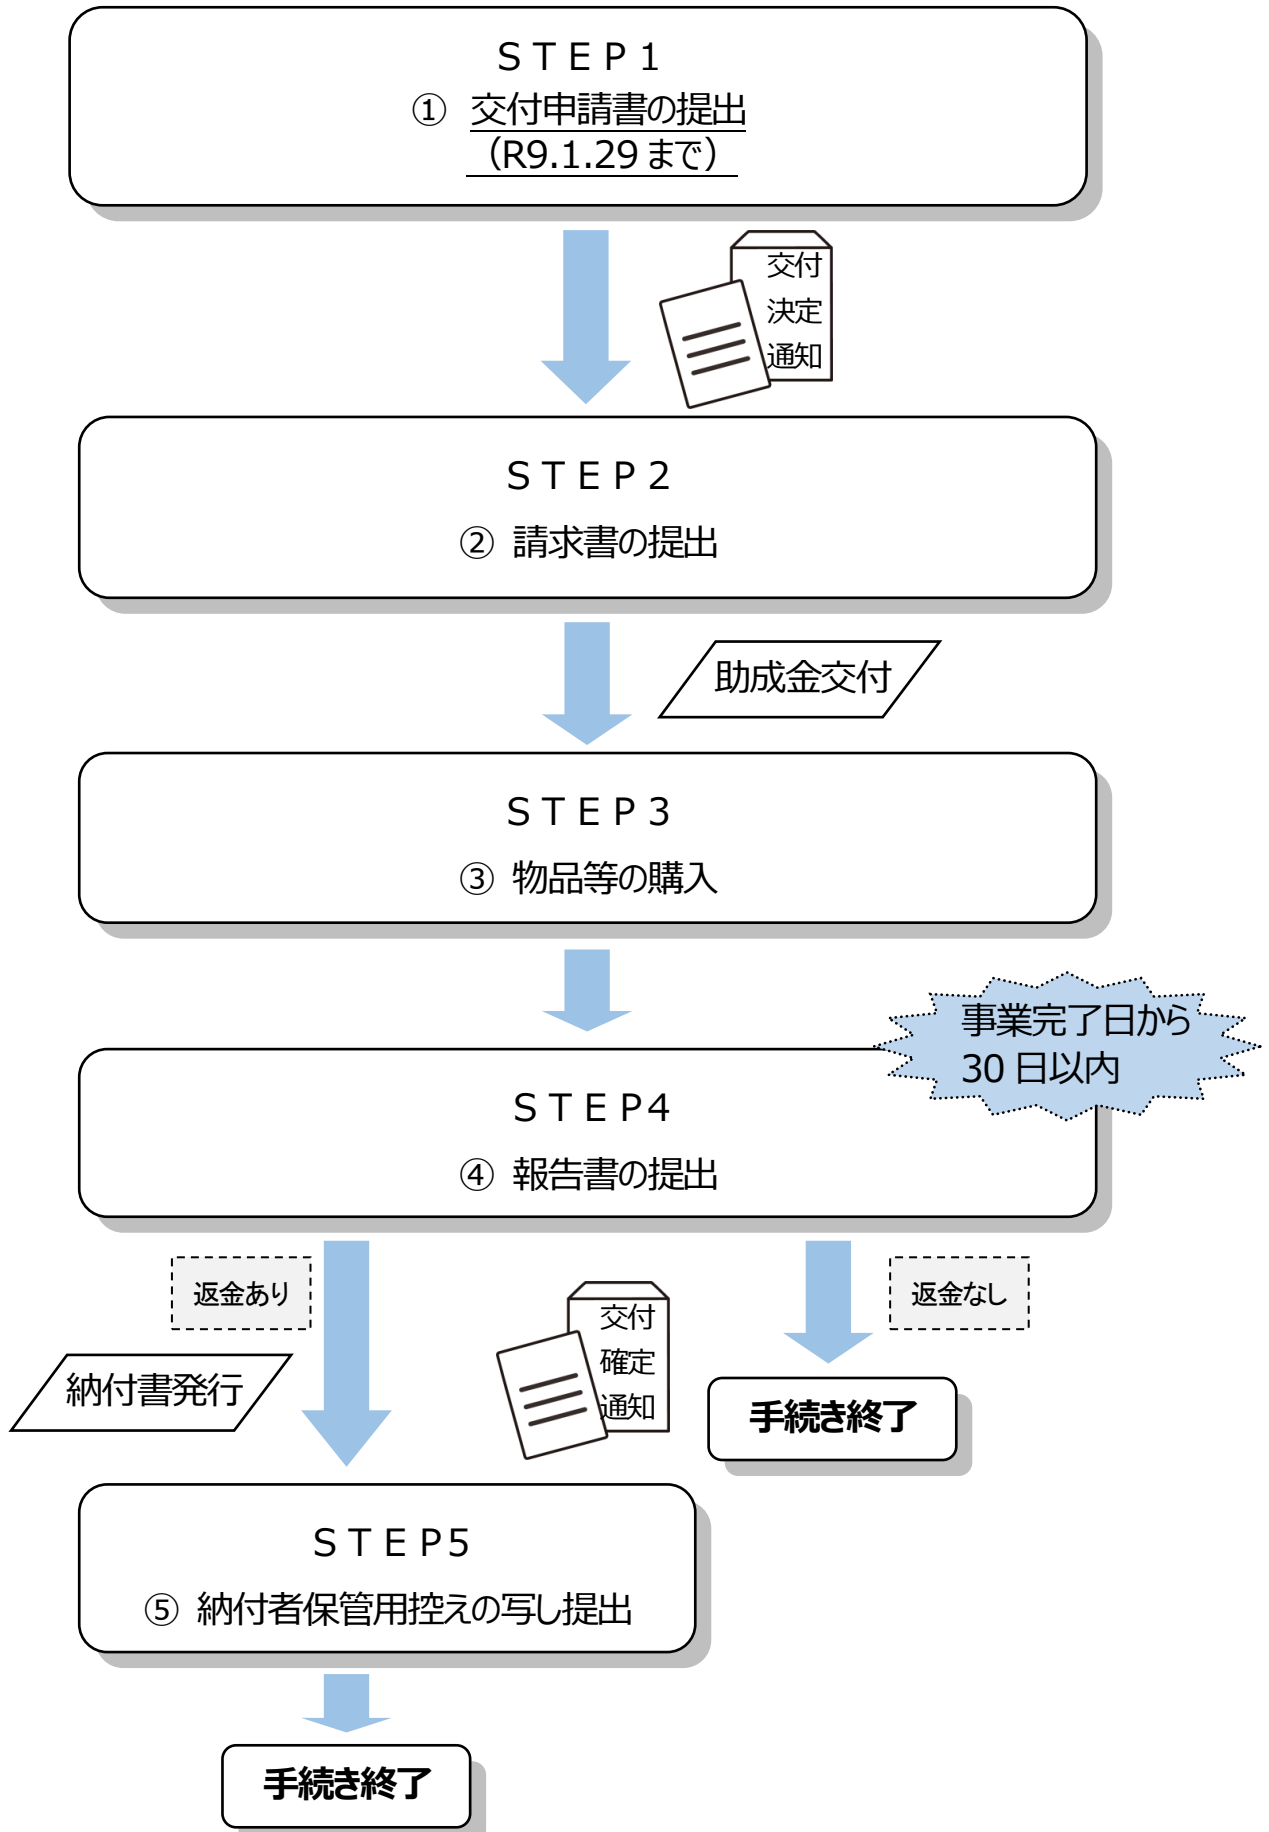 ＳＴＥＰ１
① 交付申請書の提出
（R9.1.29 まで）
交付
決定
通知
ＳＴＥＰ２
② 請求書の提出
助成金交付
ＳＴＥＰ３
③ 物品等の購入
事業完了日から
30 日以内
ＳＴＥＰ４
④ 報告書の提出
返金あり
返金なし
納付書発行
交付
確定
通知
手続き終了
ＳＴＥＰ５
⑤ 納付者保管用控えの写し提出
手続き終了